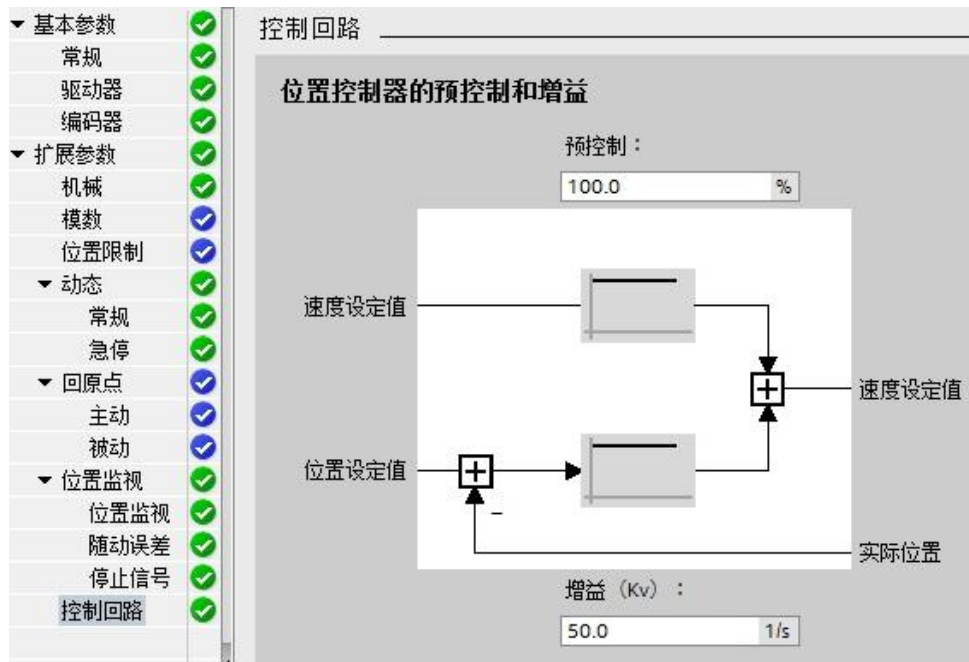 基本参数
常规
驱动器
编码器
扩展参数
机械
模数
位置限制
动态
常规
急停
回原点
主动
被动
位置监视
位置监视
随动误差
停止信号
控制回路
控制回路
位置控制器的预控制和增益
预控制：
100.0 %
速度设定值
+
速度设定值
位置设定值
+
−
实际位置
增益（Kv）：
50.0 1/s